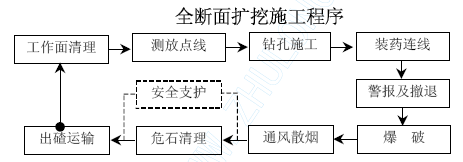 全断面扩挖施工程序
工作面清理
测放点线
钻孔施工
装药连线
安全支护
警报及撤退
出碴运输
危石清理
通风散烟
爆 破